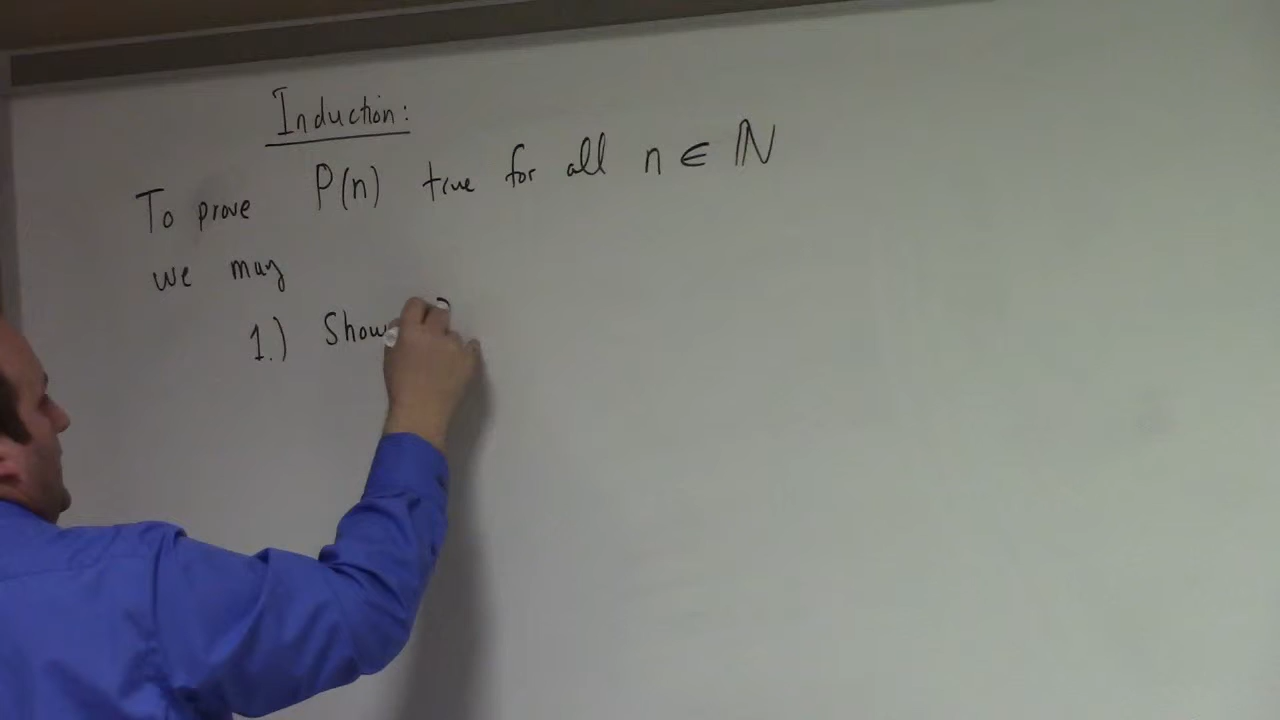 Induction:
To prove P(n) true for all n ∈ ℕ
we may
1.) Show